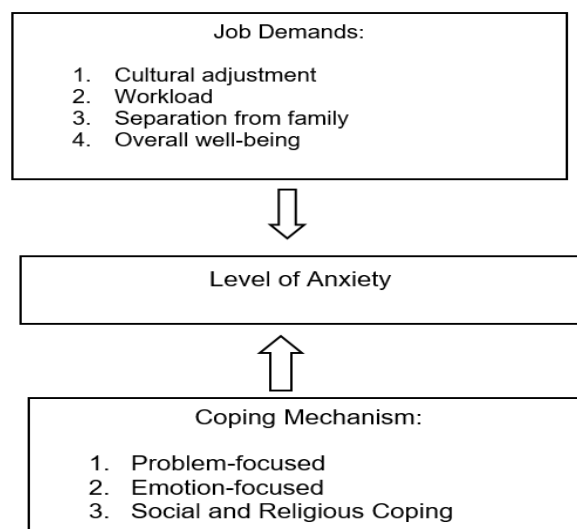 Job Demands:
1. Cultural adjustment
2. Workload
3. Separation from family
4. Overall well-being
Level of Anxiety
Coping Mechanism:
1. Problem-focused
2. Emotion-focused
3. Social and Religious Coping